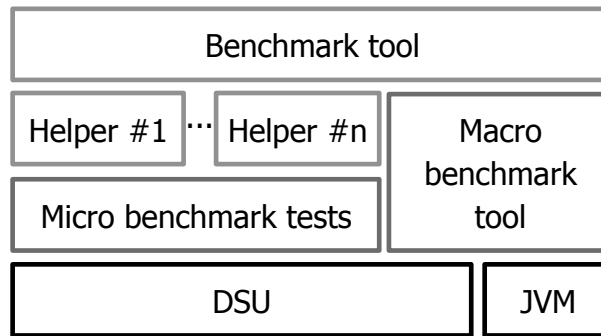 Benchmark tool
Helper #1 ... Helper #n
Macro
benchmark
tool
Micro benchmark tests
DSU
JVM